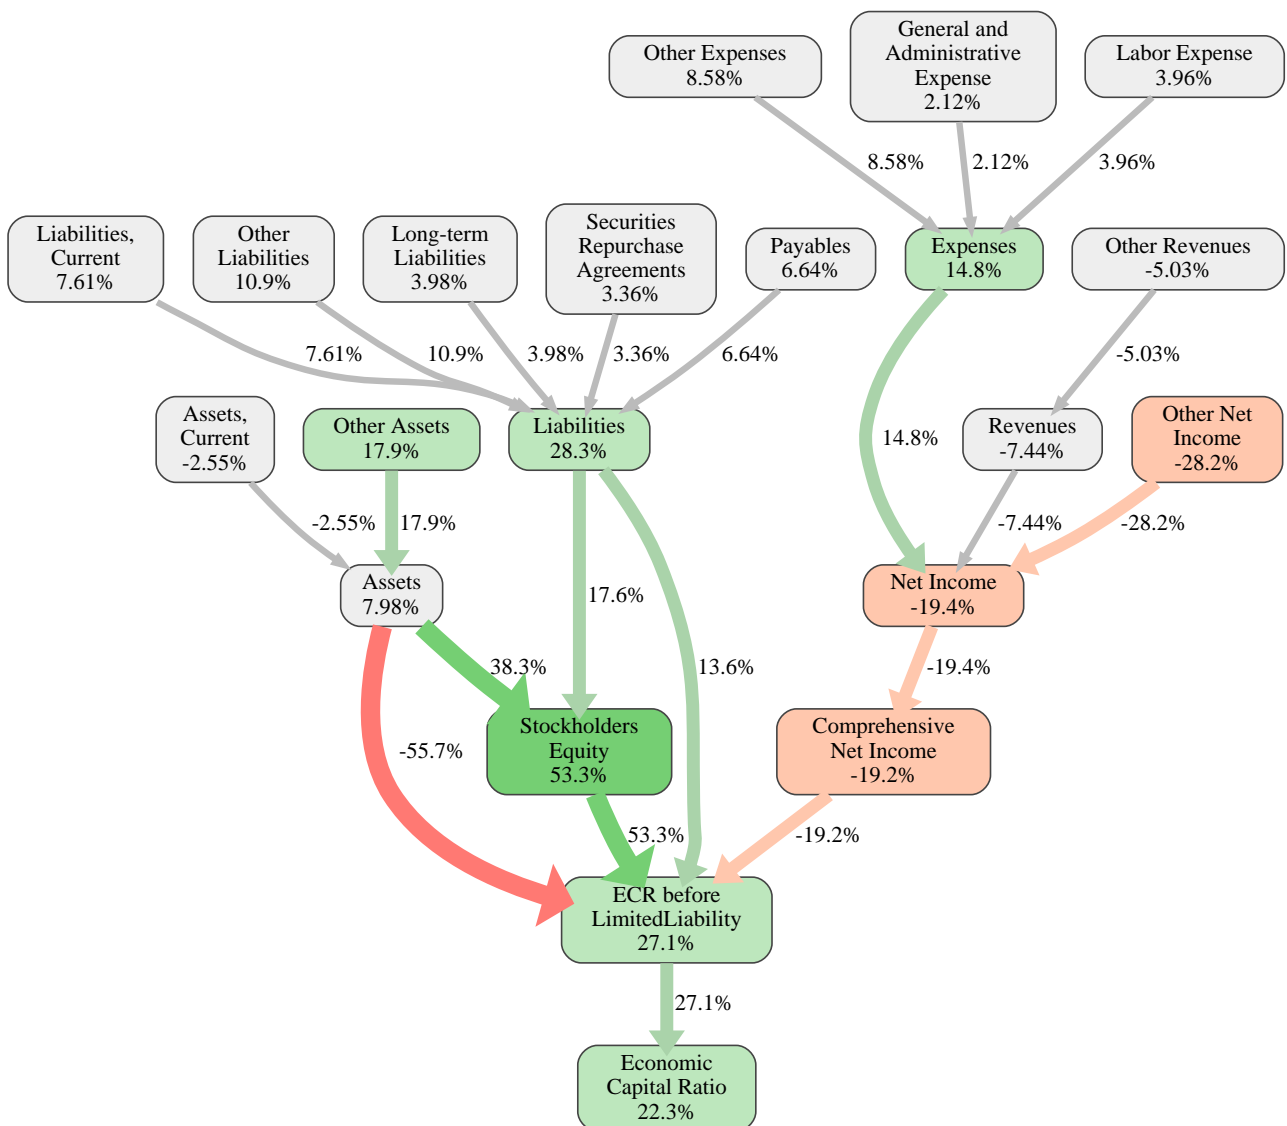 Other Expenses
8.58%
General and
Administrative
Expense
2.12%
Labor Expense
3.96%
8.58%
2.12%
3.96%
Liabilities,
Current
7.61%
Other
Liabilities
10.9%
Long-term
Liabilities
3.98%
Securities
Repurchase
Agreements
3.36%
Payables
6.64%
Expenses
14.8%
Other Revenues
-5.03%
7.61%
10.9%
3.98%
3.36%
6.64%
-5.03%
Assets,
Current
-2.55%
Other Assets
17.9%
Liabilities
28.3%
14.8%
Revenues
-7.44%
Other Net
Income
-28.2%
-2.55%
17.9%
-7.44%
-28.2%
Assets
7.98%
17.6%
Net Income
-19.4%
38.3%
13.6%
-19.4%
-55.7%
Stockholders
Equity
53.3%
Comprehensive
Net Income
-19.2%
53.3%
-19.2%
ECR before
LimitedLiability
27.1%
27.1%
Economic
Capital Ratio
22.3%